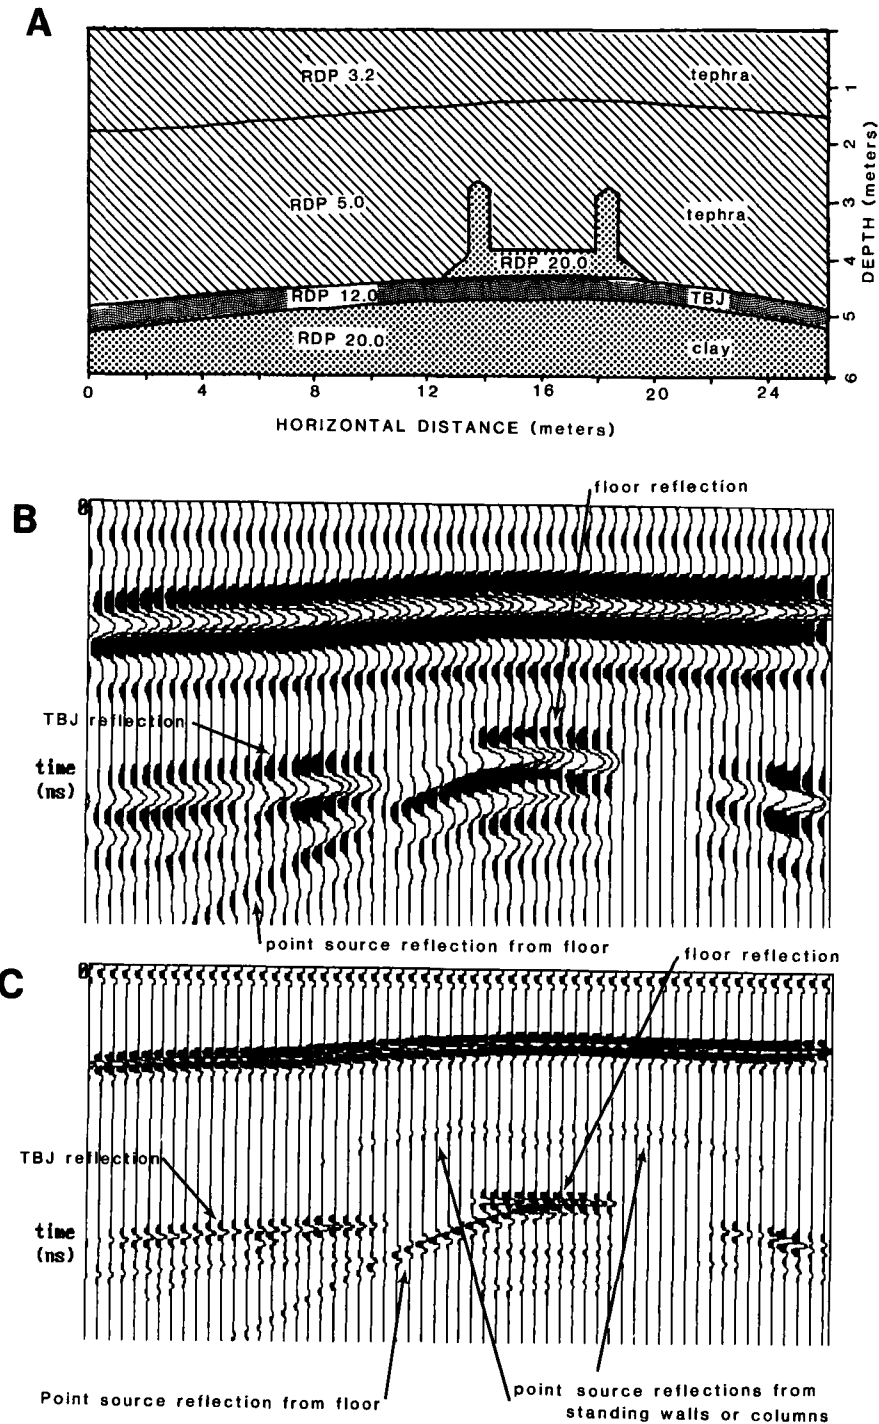 A
RDP 3.2
tephra
1
2
RDP 5.0
3
tephra
RDP 20.0
4
RDP 12.0
TBJ
5
RDP 20.0
clay
6
DEPTH (meters)
0 4 8 12 16 20 24
HORIZONTAL DISTANCE (meters)
floor reflection
B
0
TBJ reflection
time
(ns)
point source reflection from floor
floor reflection
C
0
TBJ reflection
time
(ns)
Point source reflection from floor
point source reflections from
standing walls or columns